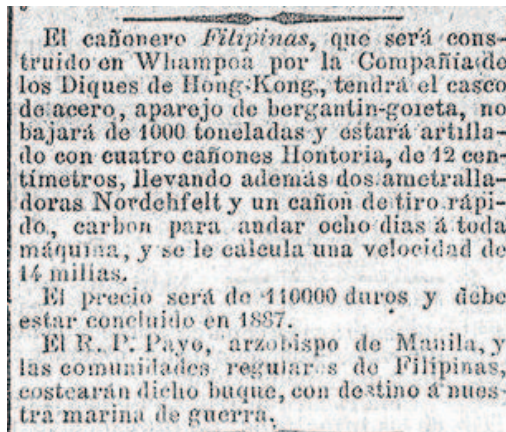 El cañonero Filipinas, que será cons-
truido en Whampoa por la Compañía de
los Diques de Hong-Kong, tendrá el casco
de acero, aparejo de bergantin-goleta, no
bajará de 1000 toneladas y estará artilla-
do con cuatro cañones Hontoria, de 12 cen-
tímetros, llevando además dos ametralla-
doras Nordehfelt y un cañon de tiro rápi-
do, carbon para andar ocho dias á toda
máquina, y se le calcula una velocidad de
14 millas.
El precio será de 110000 duros y debe
estar concluido en 1887.
El R. P. Payo, arzobispo de Manila, y
las comunidades regulares de Filipinas,
costearán dicho buque, con destino á nues-
tra marina de guerra.